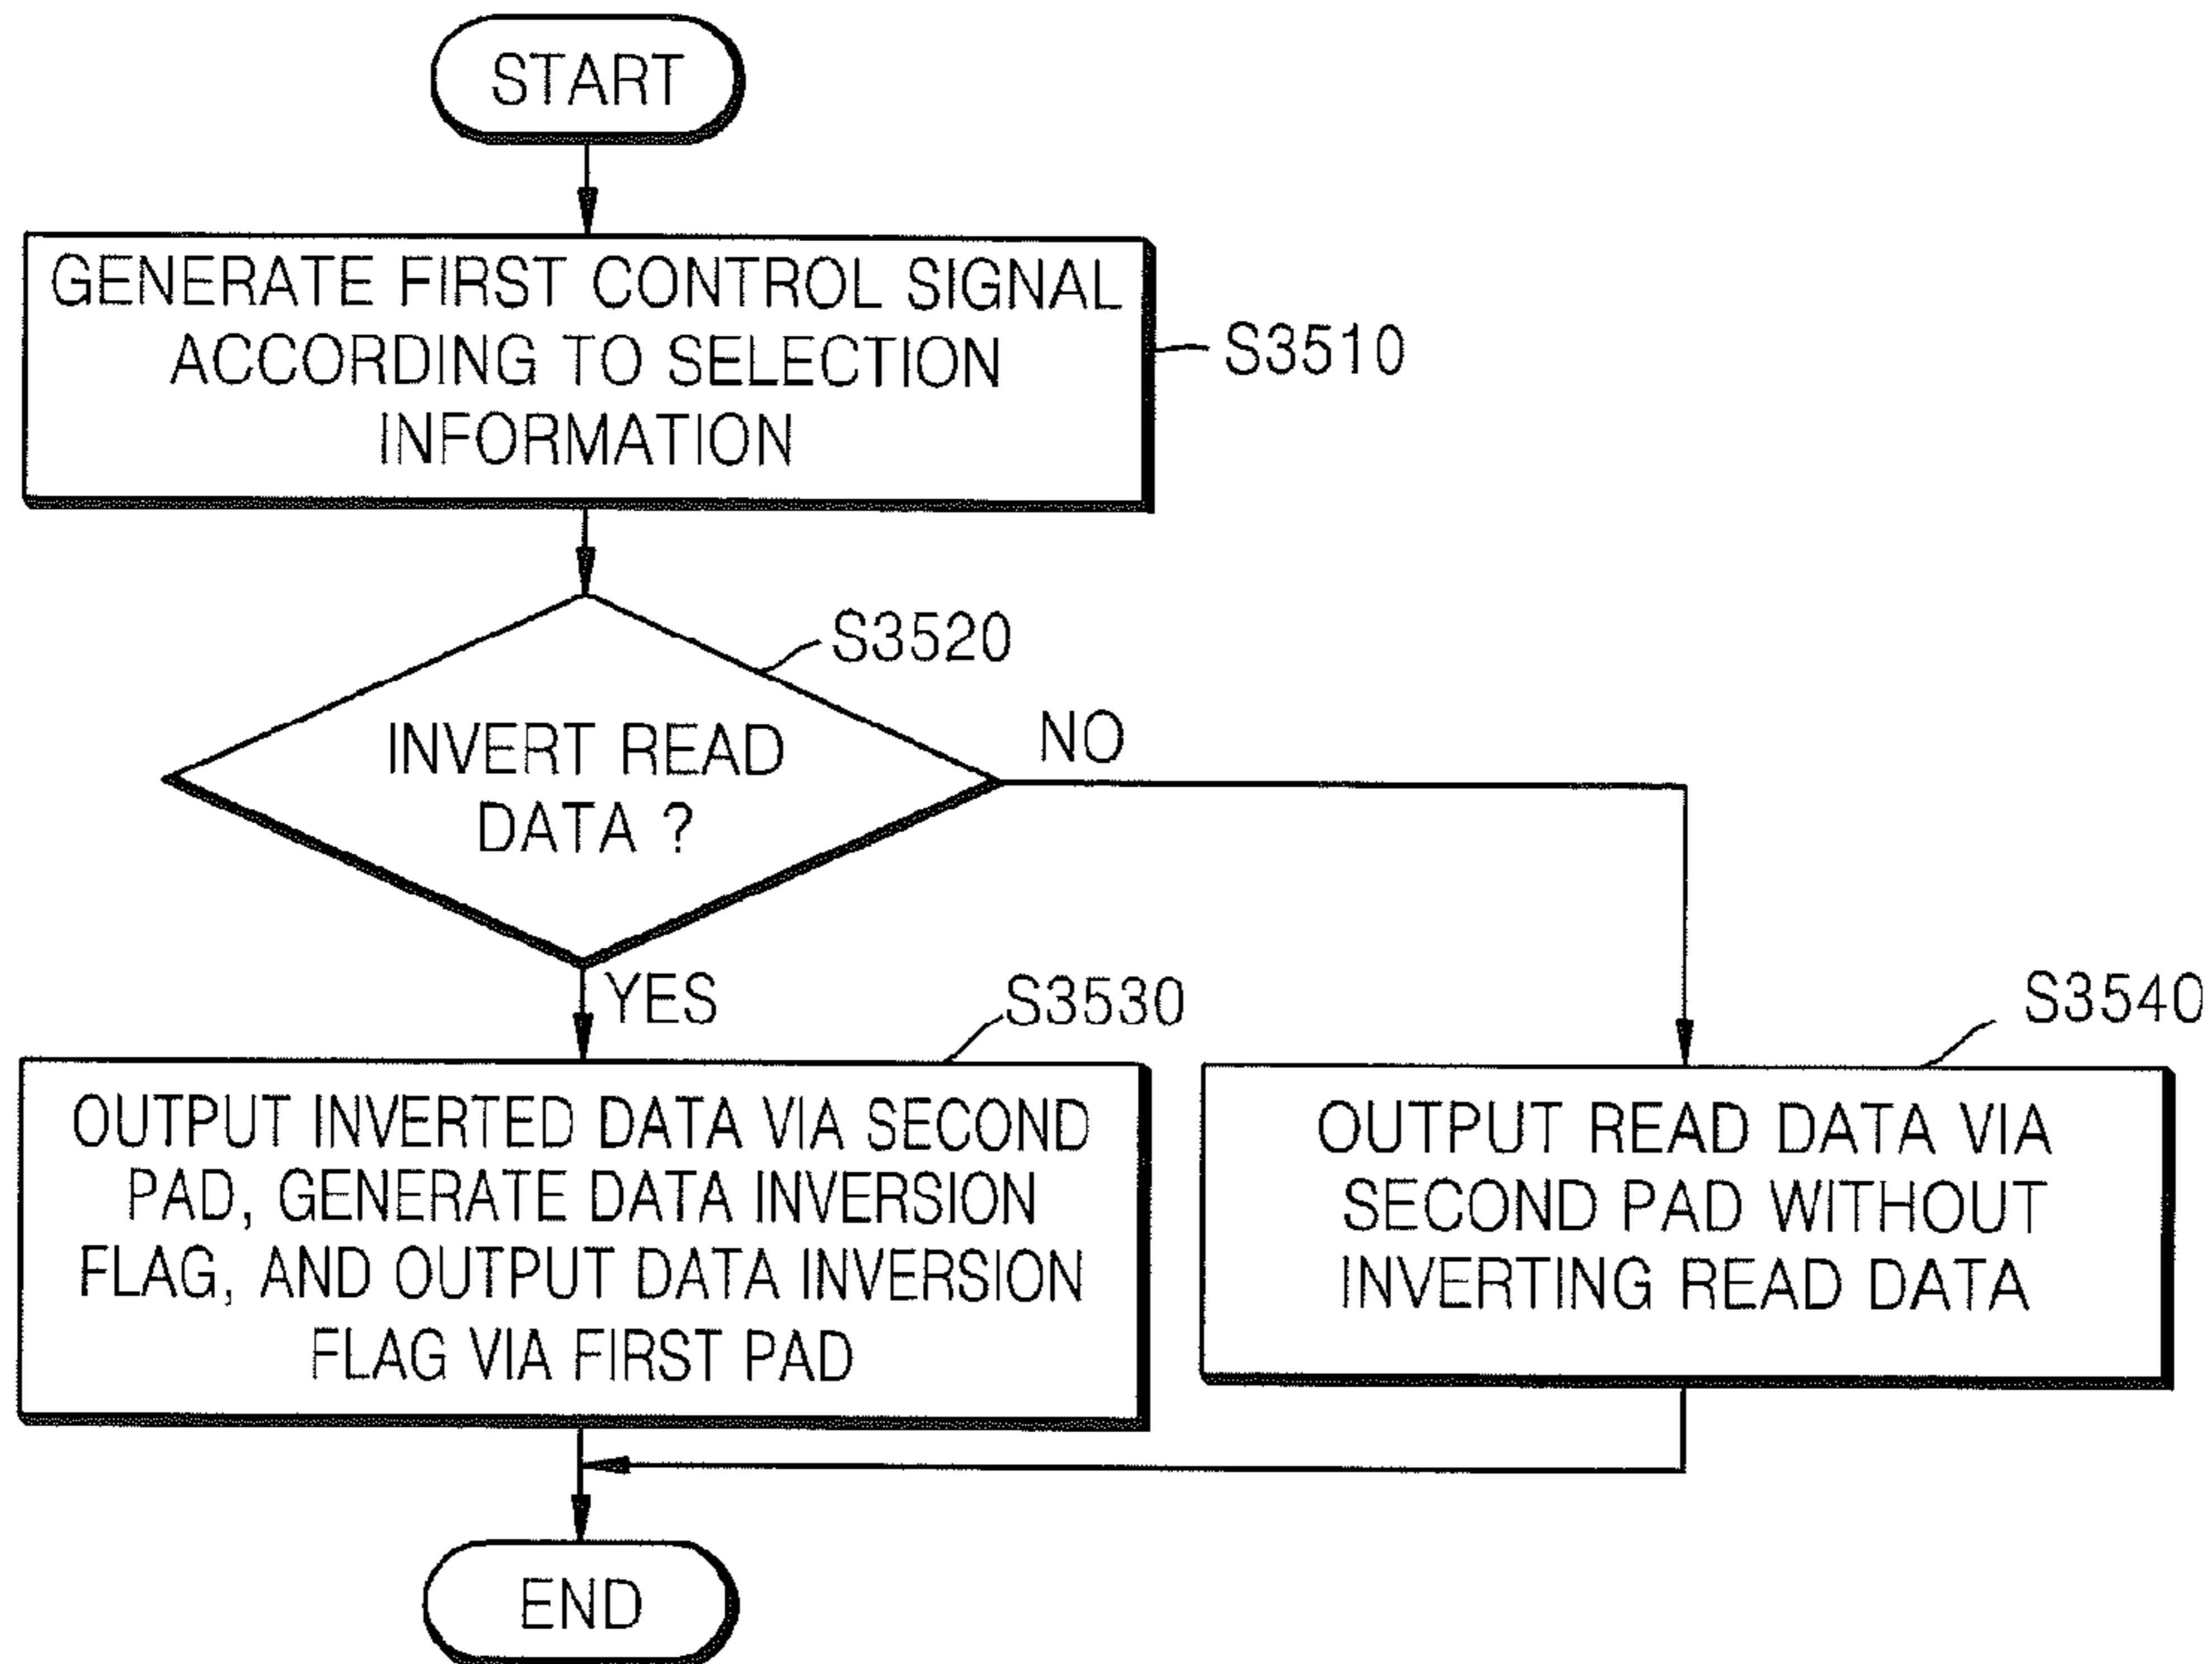 START
GENERATE FIRST CONTROL SIGNAL
ACCORDING TO SELECTION
INFORMATION
S3510
S3520
INVERT READ
DATA ?
NO
YES
S3530
OUTPUT INVERTED DATA VIA SECOND
PAD, GENERATE DATA INVERSION
FLAG, AND OUTPUT DATA INVERSION
FLAG VIA FIRST PAD
S3540
OUTPUT READ DATA VIA
SECOND PAD WITHOUT
INVERTING READ DATA
END